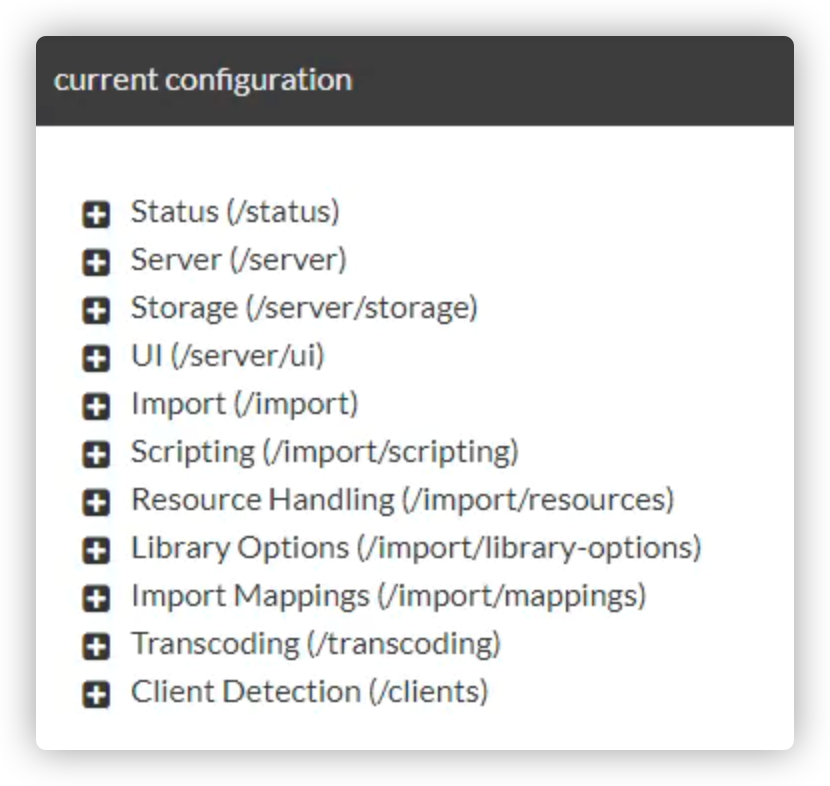 current configuration
Status (/status)
Server (/server)
Storage (/server/storage)
UI (/server/ui)
Import (/import)
Scripting (/import/scripting)
Resource Handling (/import/resources)
Library Options (/import/library-options)
Import Mappings (/import/mappings)
Transcoding (/transcoding)
Client Detection (/clients)